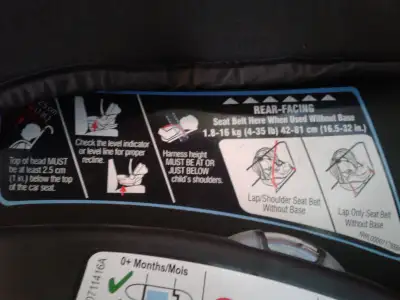 REAR-FACING
Seat Belt Here When Used Without Base
1.8-16 kg (4-35 lb) 42-81 cm (16.5-32 in.)
Top of head MUST
be at least 2.5 cm
(1 in.) below the top
of the car seat.
Check the level indicator
or level line for proper
recline.
Harness height
MUST BE AT OR
JUST BELOW
child's shoulders.
Lap/Shoulder Seat Belt
Without Base
Lap Only Seat Belt
Without Base
0+ Months/Mois